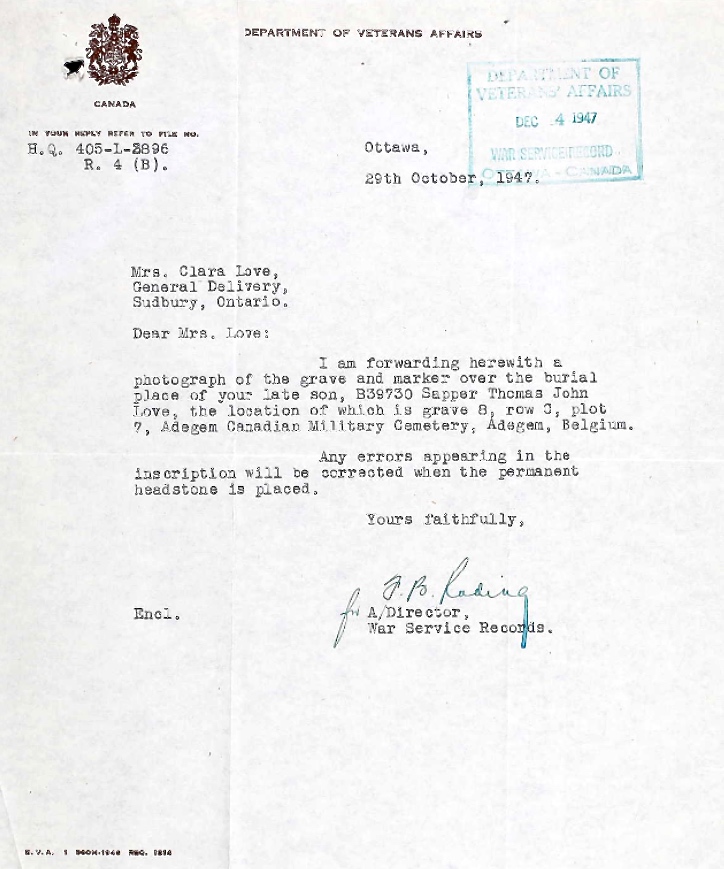 DEPARTMENT OF VETERANS AFFAIRS
CANADA
DEPARTMENT OF
VETERANS' AFFAIRS
DEC 4 1947
WAR SERVICE RECORD
OTTAWA - CANADA
IN YOUR REPLY REFER TO FILE NO.
H.Q. 405-L-2896
R. 4 (B).
Ottawa,
29th October, 1947.
Mrs. Clara Love,
General Delivery,
Sudbury, Ontario.
Dear Mrs. Love:
I am forwarding herewith a
photograph of the grave and marker over the burial
place of your late son, B39730 Sapper Thomas John
Love, the location of which is grave 8, row C, plot
7, Adegem Canadian Military Cemetery, Adegem, Belgium.
Any errors appearing in the
inscription will be corrected when the permanent
headstone is placed.
Yours faithfully,
for A/Director,
War Service Records.
Encl.